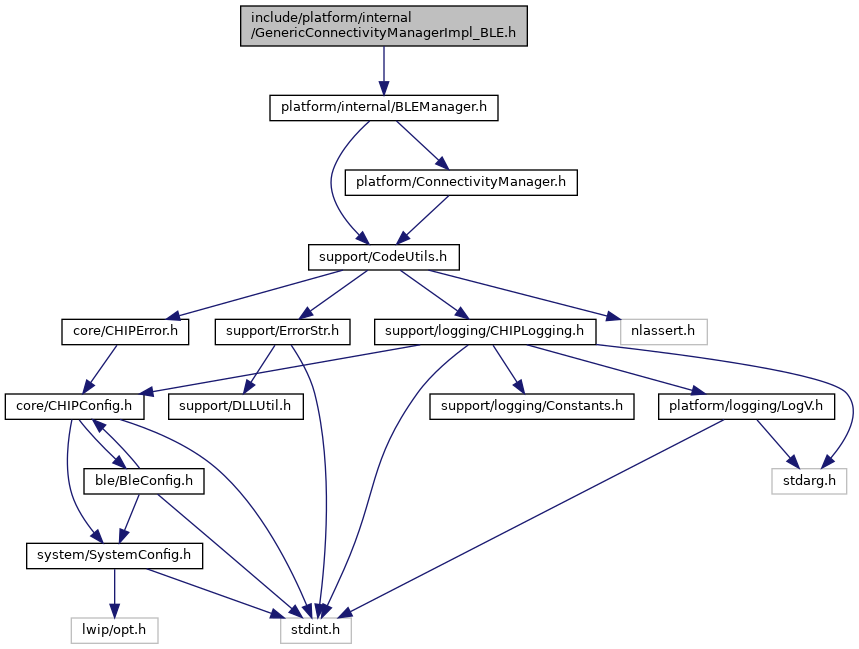 include/platform/internal
/GenericConnectivityManagerImpl_BLE.h
platform/internal/BLEManager.h
platform/ConnectivityManager.h
support/CodeUtils.h
core/CHIPError.h
support/ErrorStr.h
support/logging/CHIPLogging.h
nlassert.h
core/CHIPConfig.h
support/DLLUtil.h
support/logging/Constants.h
platform/logging/LogV.h
ble/BleConfig.h
stdarg.h
system/SystemConfig.h
lwip/opt.h
stdint.h